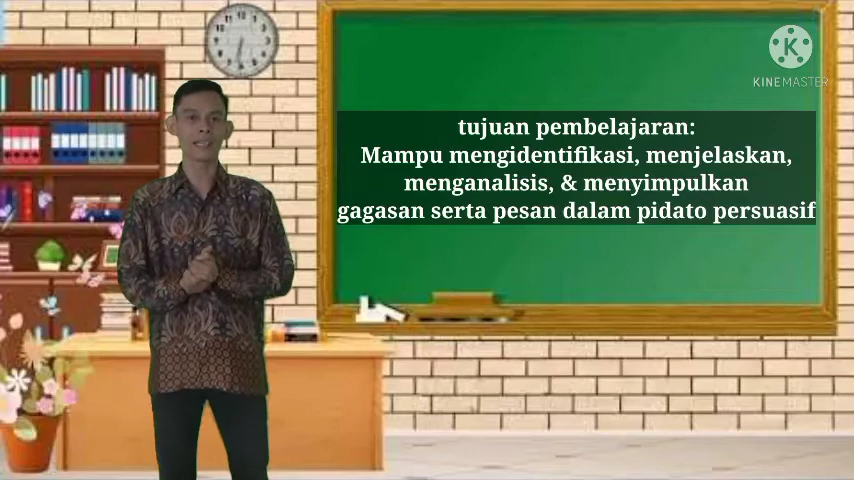 KINEMASTER
tujuan pembelajaran:
Mampu mengidentifikasi, menjelaskan,
menganalisis, & menyimpulkan
gagasan serta pesan dalam pidato persuasif